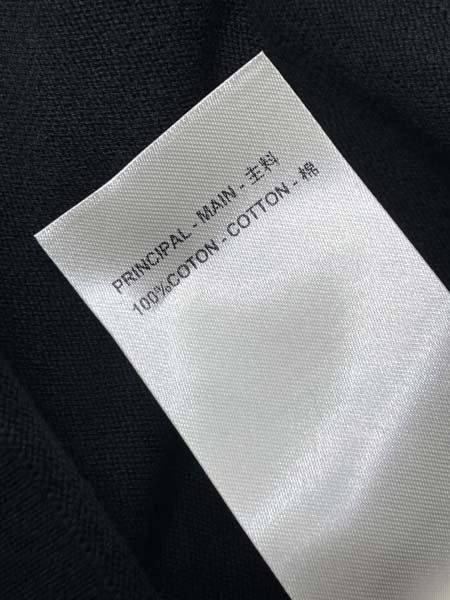 PRINCIPAL - MAIN - 主料
100%COTON - COTTON - 棉